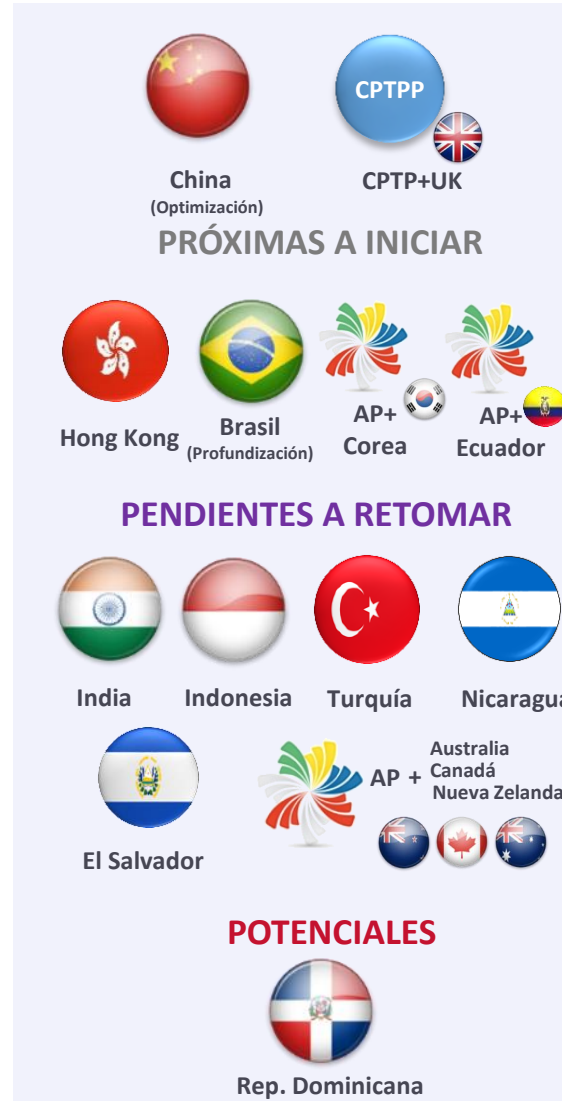 CPTPP
China
(Optimización)
CPTP+UK
PRÓXIMAS A INICIAR
Hong Kong
Brasil
(Profundización)
AP+
Corea
AP+
Ecuador
PENDIENTES A RETOMAR
India
Indonesia
Turquía
Nicaragua
El Salvador
AP +
Australia
Canadá
Nueva Zelanda
POTENCIALES
Rep. Dominicana